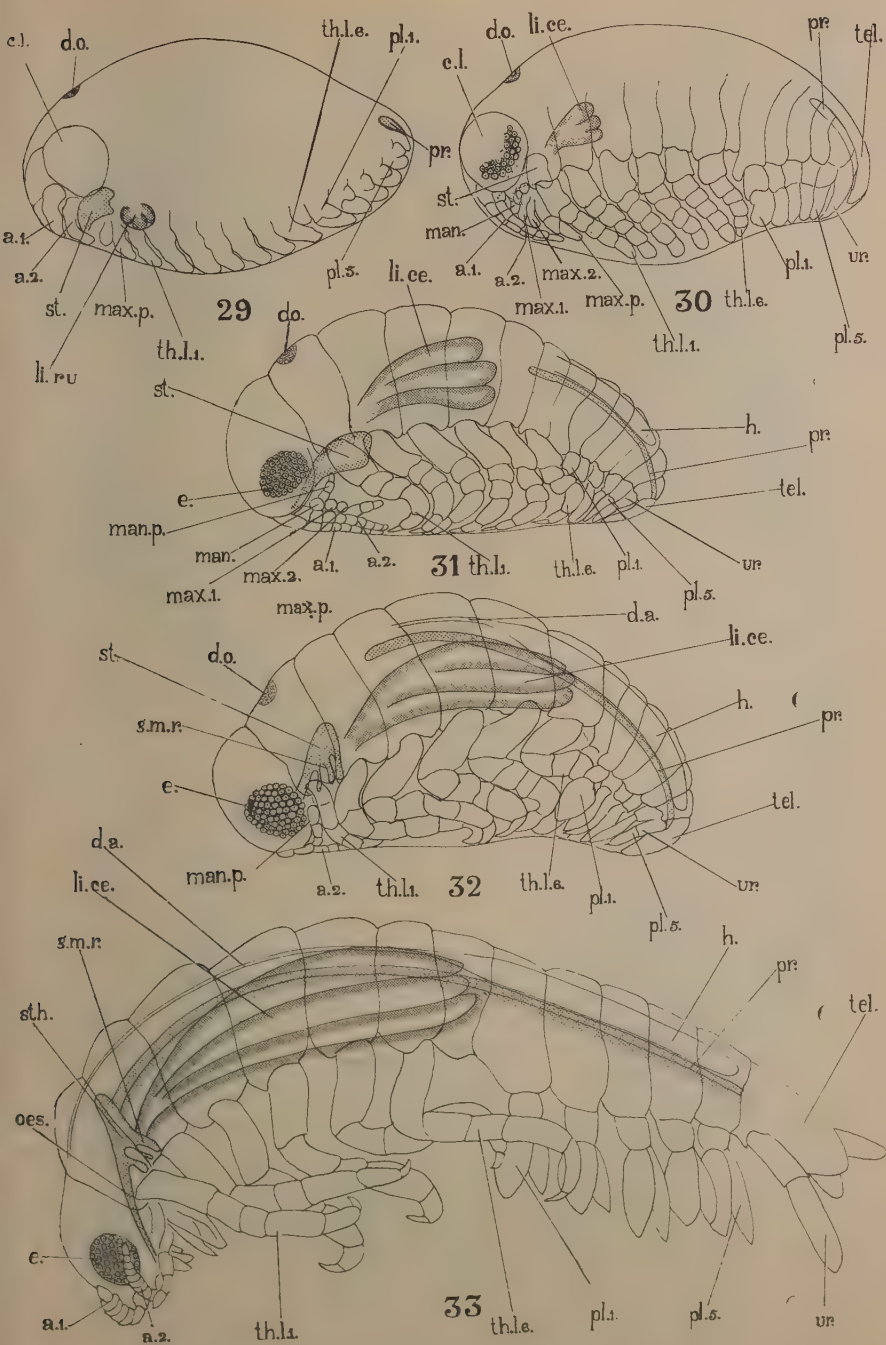 c.l.
d.o.
th.l.6.
pl.1.
pr.
a.1.
a.2.
st.
max.p.
li.ru
th.l.1.
pl.5.
29
c.l.
d.o.
li.ce.
pr.
tel.
st.
man.
a.1.
a.2.
max.1.
max.2.
max.p.
th.l.1.
30
th.l.6.
pl.1.
ur.
pl.5.
d.o.
li.ce.
st.
e.
man.p.
man.
max.1.
max.2.
a.1.
max.p.
a.2.
31
th.l.1.
th.l.6.
pl.1.
pl.5.
ur.
tel.
pr.
h.
st.
d.o.
g.m.r.
e.
man.p.
a.2.
th.l.1.
32
th.l.6.
pl.1.
pl.5.
ur.
tel.
pr.
h.
li.ce.
d.a.
d.a.
li.ce.
g.m.r.
sth.
oes.
e.
a.1.
a.2.
th.l.1.
33
th.l.6.
pl.1.
pl.5.
ur.
tel.
pr.
h.